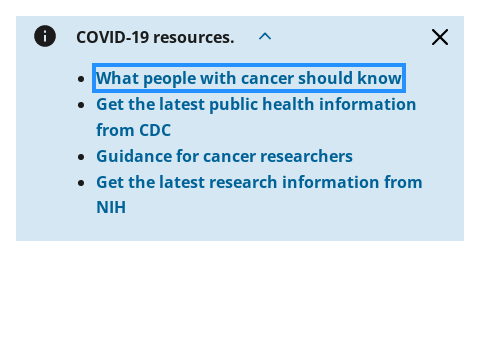 COVID-19 resources.
What people with cancer should know
Get the latest public health information
from CDC
Guidance for cancer researchers
Get the latest research information from
NIH